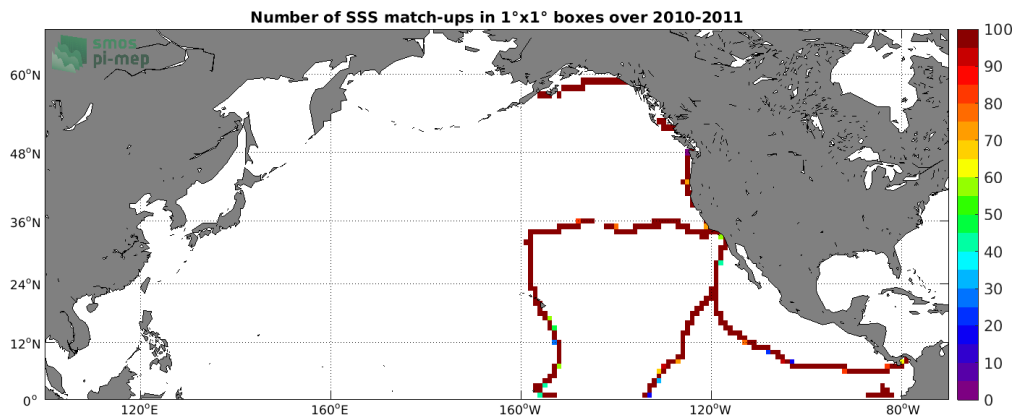 Number of SSS match-ups in 1°x1° boxes over 2010-2011
smos
pi-mep
60°N
48°N
36°N
24°N
12°N
0°
120°E
160°E
160°W
120°W
80°W
100
90
80
70
60
50
40
30
20
10
0